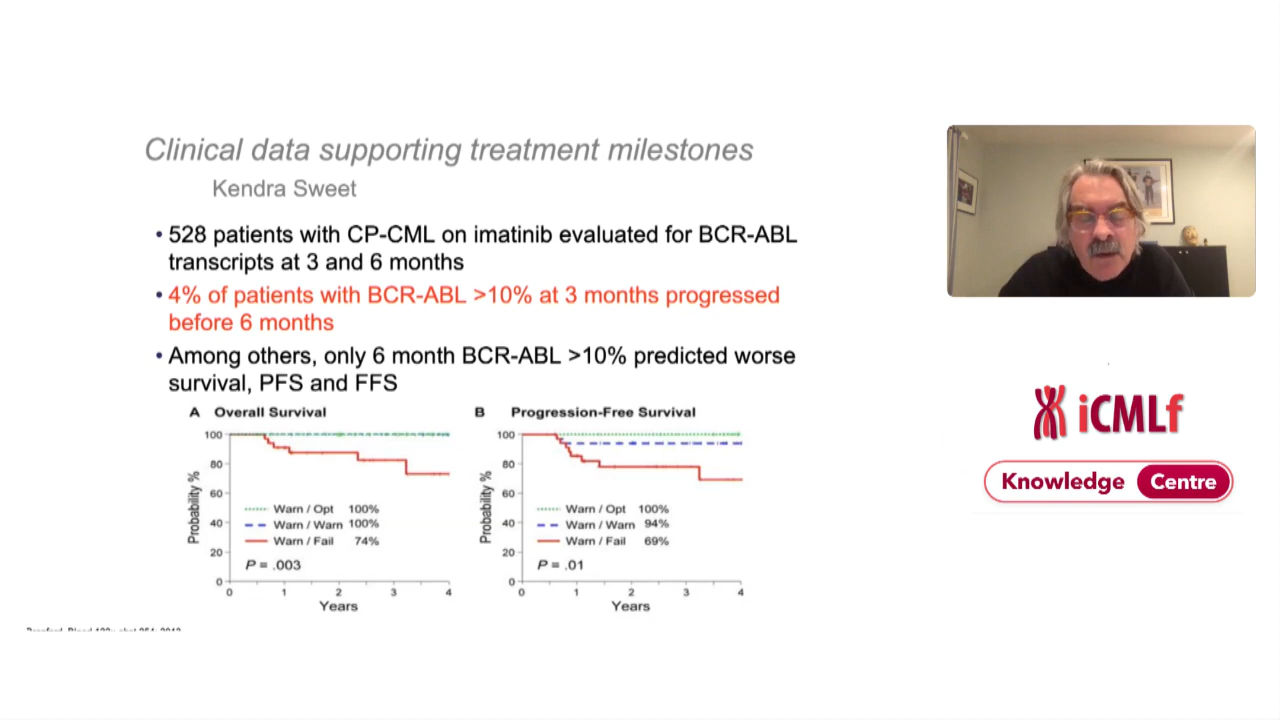 Clinical data supporting treatment milestones
Kendra Sweet
• 528 patients with CP-CML on imatinib evaluated for BCR-ABL
transcripts at 3 and 6 months
• 4% of patients with BCR-ABL >10% at 3 months progressed
before 6 months
• Among others, only 6 month BCR-ABL >10% predicted worse
survival, PFS and FFS
A Overall Survival
Probability %
100
80
60
40
20
0
Warn / Opt 100%
Warn / Warn 100%
Warn / Fail 74%
P = .003
0 1 2 3 4
Years
B Progression-Free Survival
Probability %
100
80
60
40
20
0
Warn / Opt 100%
Warn / Warn 94%
Warn / Fail 69%
P = .01
0 1 2 3 4
Years
iCMLf
Knowledge Centre